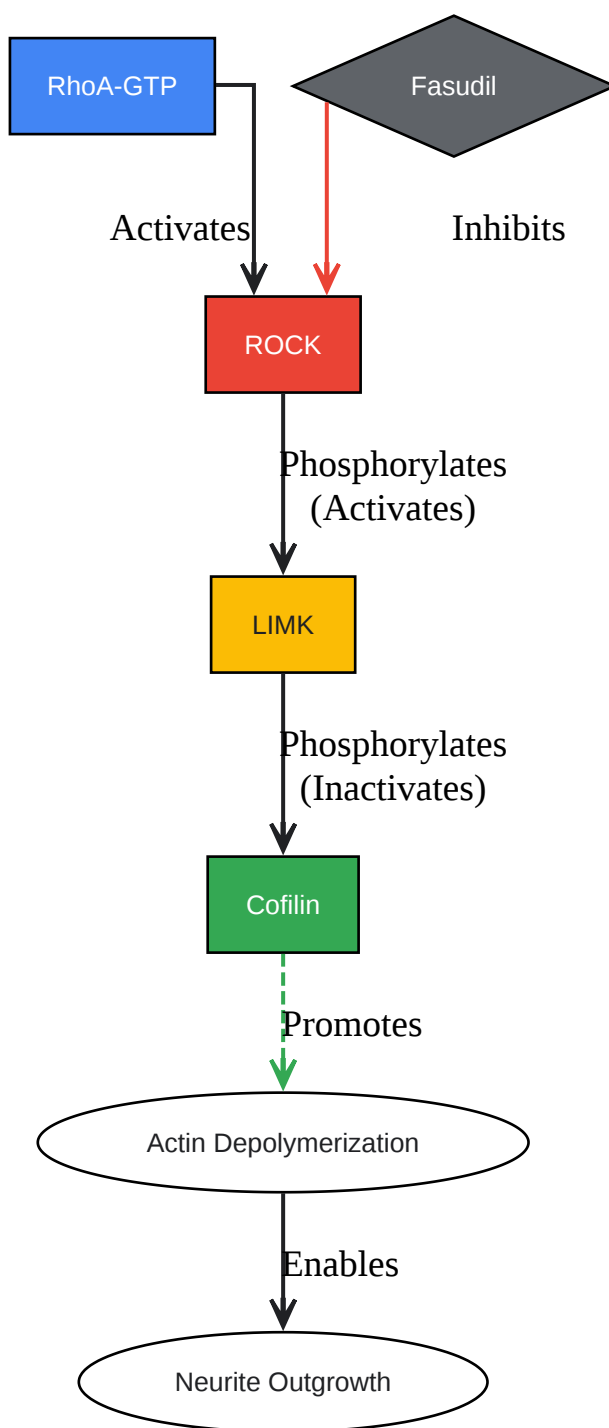 RhoA-GTP
Fasudil
Activates
Inhibits
ROCK
Phosphorylates
(Activates)
LIMK
Phosphorylates
(Inactivates)
Cofilin
Promotes
Actin Depolymerization
Enables
Neurite Outgrowth